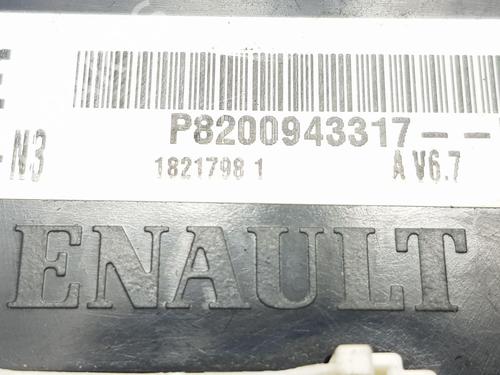 E
P8200943317--
-N3
1821798 1
A V6.7
ENAULT